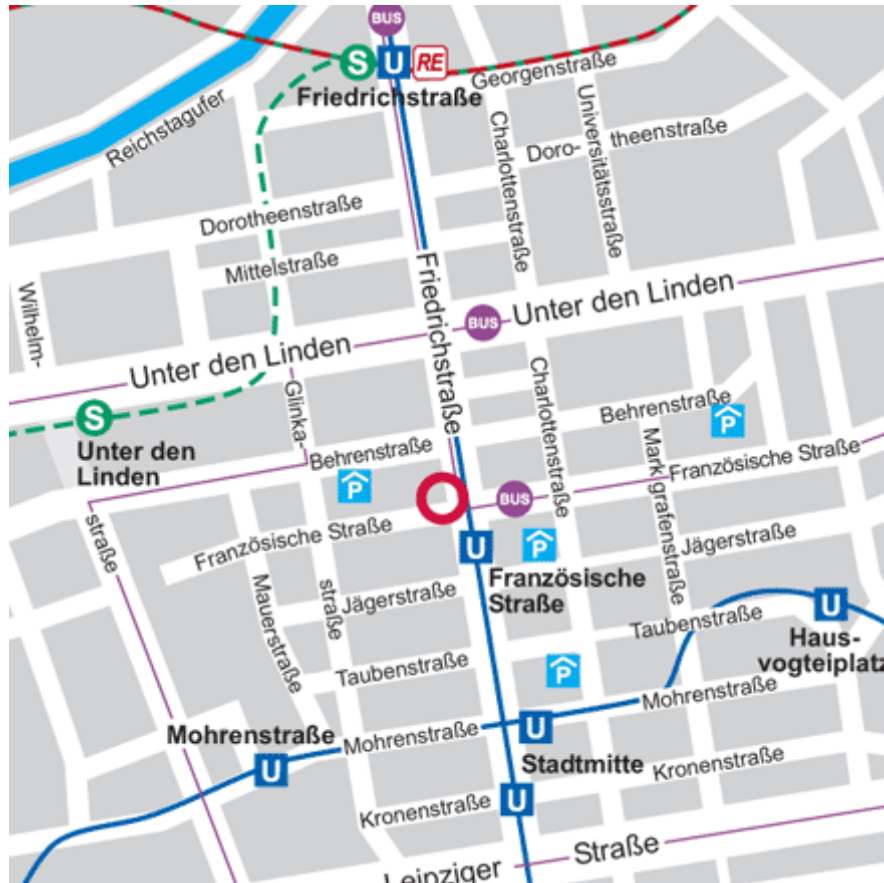 BUS
S
U
RE
Friedrichstraße
Georgenstraße
Reichstagufer
Charlottenstraße
Universitätsstraße
Doro-
theenstraße
Dorotheenstraße
Mittelstraße
Friedrichstraße
Wilhelm-
Unter den Linden
BUS
Unter den Linden
S
Unter den
Linden
Glinka-
Charlottenstraße
Behrenstraße
P
Behrenstraße
Markgrafenstraße
Französische Straße
P
BUS
straße
Französische Straße
U
P
Jägerstraße
Französische
Straße
Mauerstraße
straße
Jägerstraße
U
Haus-
vogteiplatz
Taubenstraße
Taubenstraße
P
Mohrenstraße
Mohrenstraße
U
Mohrenstraße
U
Stadtmitte
Kronenstraße
U
Kronenstraße
Leipziger
Straße